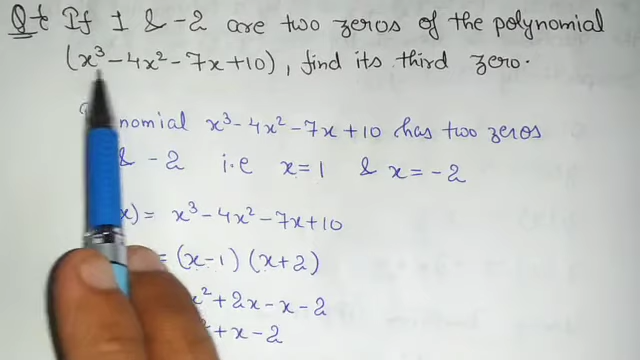 Q† If 1 & -2 are two zeros of the polynomial
(x³ - 4x² - 7x + 10), find its third zero.
nomial x³ - 4x² - 7x + 10 has two zeros
& -2 i.e x = 1 & x = -2
x) = x³ - 4x² - 7x + 10
= (x - 1) (x + 2)
x² + 2x - x - 2
² + x - 2